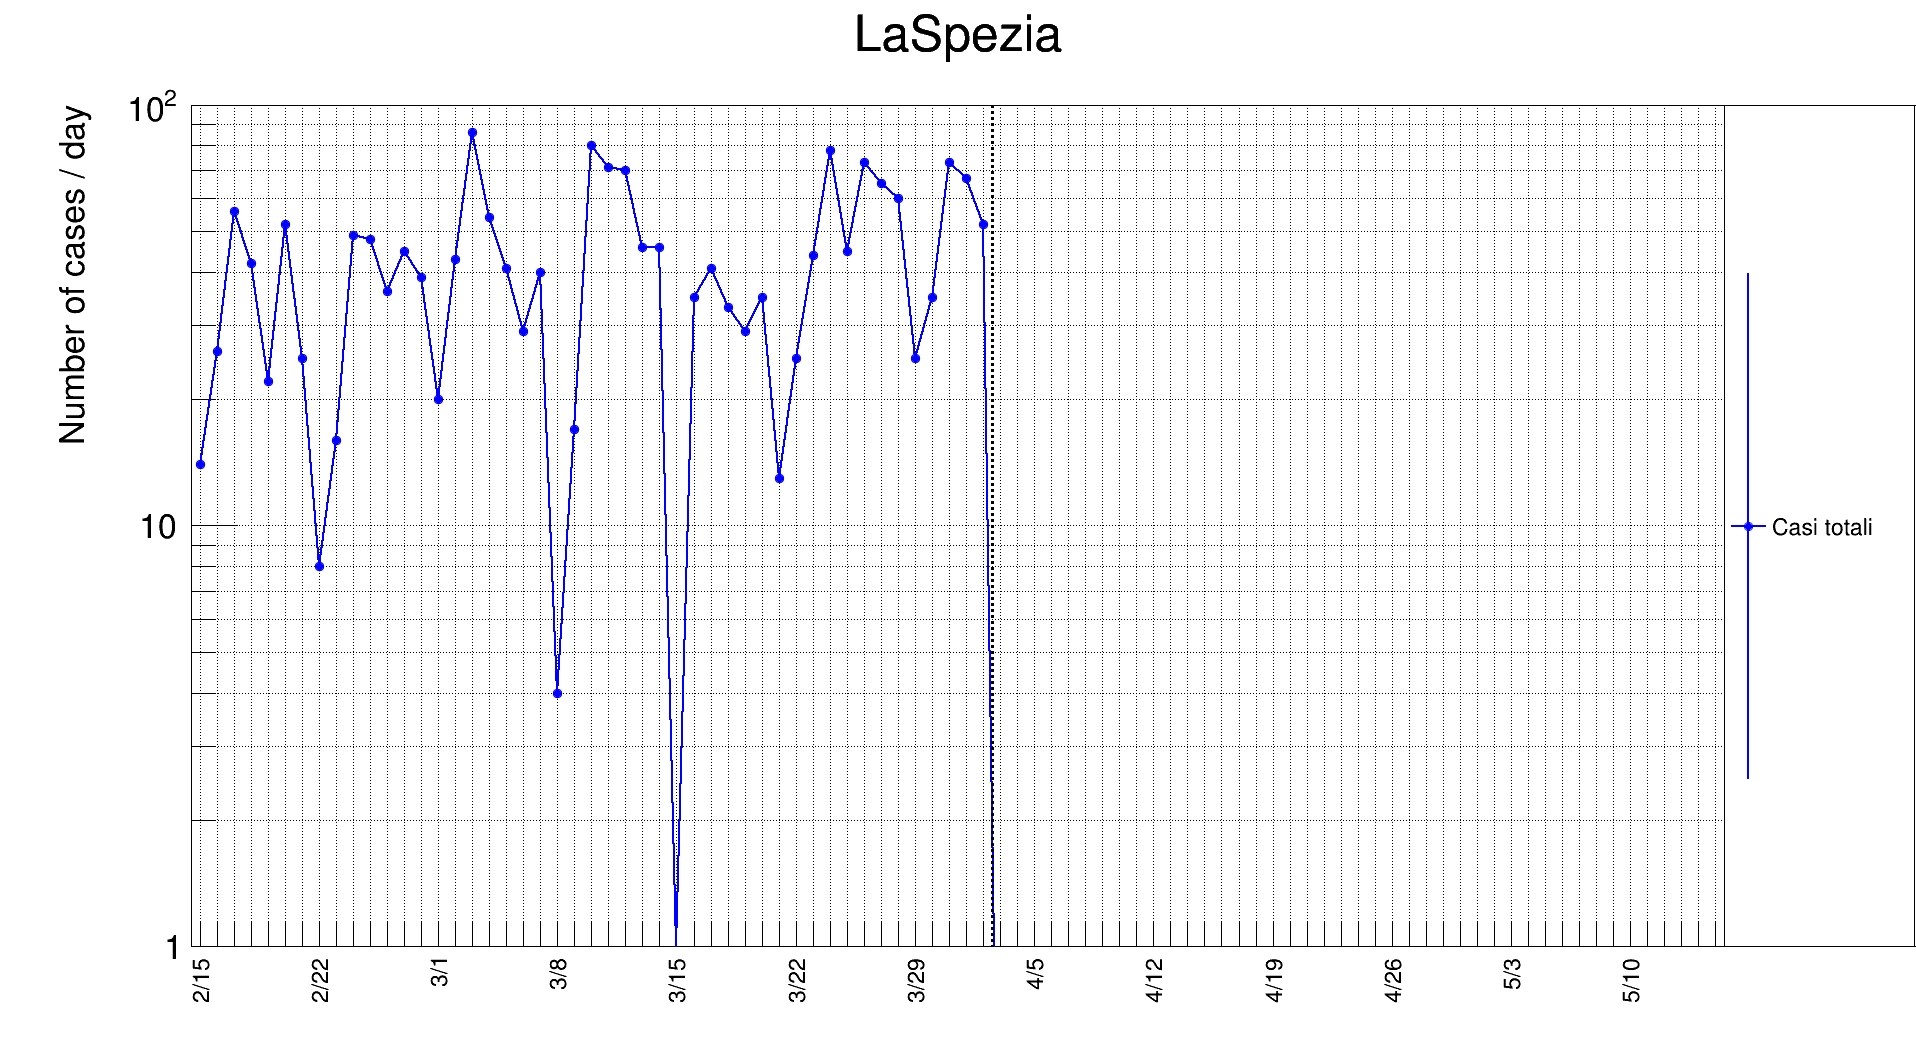 LaSpezia
Number of cases / day
10²
10
1
2/15 2/22 3/1 3/8 3/15 3/22 3/29 4/5 4/12 4/19 4/26 5/3 5/10
Casi totali